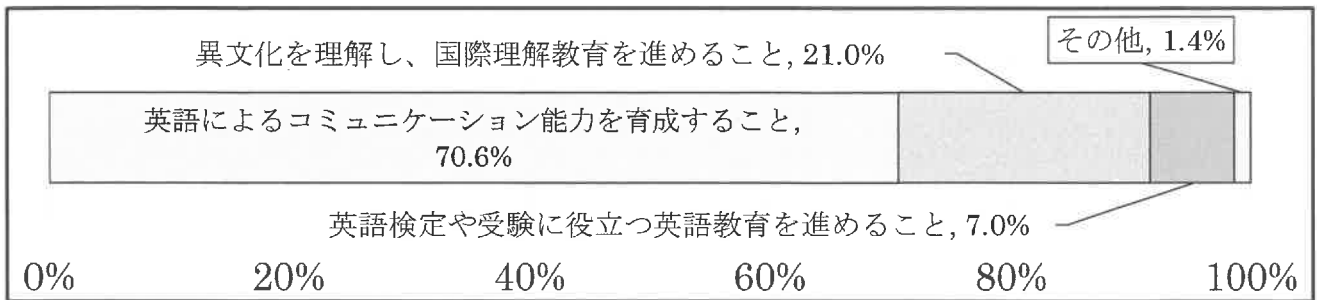 異文化を理解し、国際理解教育を進めること, 21.0%
その他, 1.4%
英語によるコミュニケーション能力を育成すること,
70.6%
英語検定や受験に役立つ英語教育を進めること, 7.0%
0% 20% 40% 60% 80% 100%